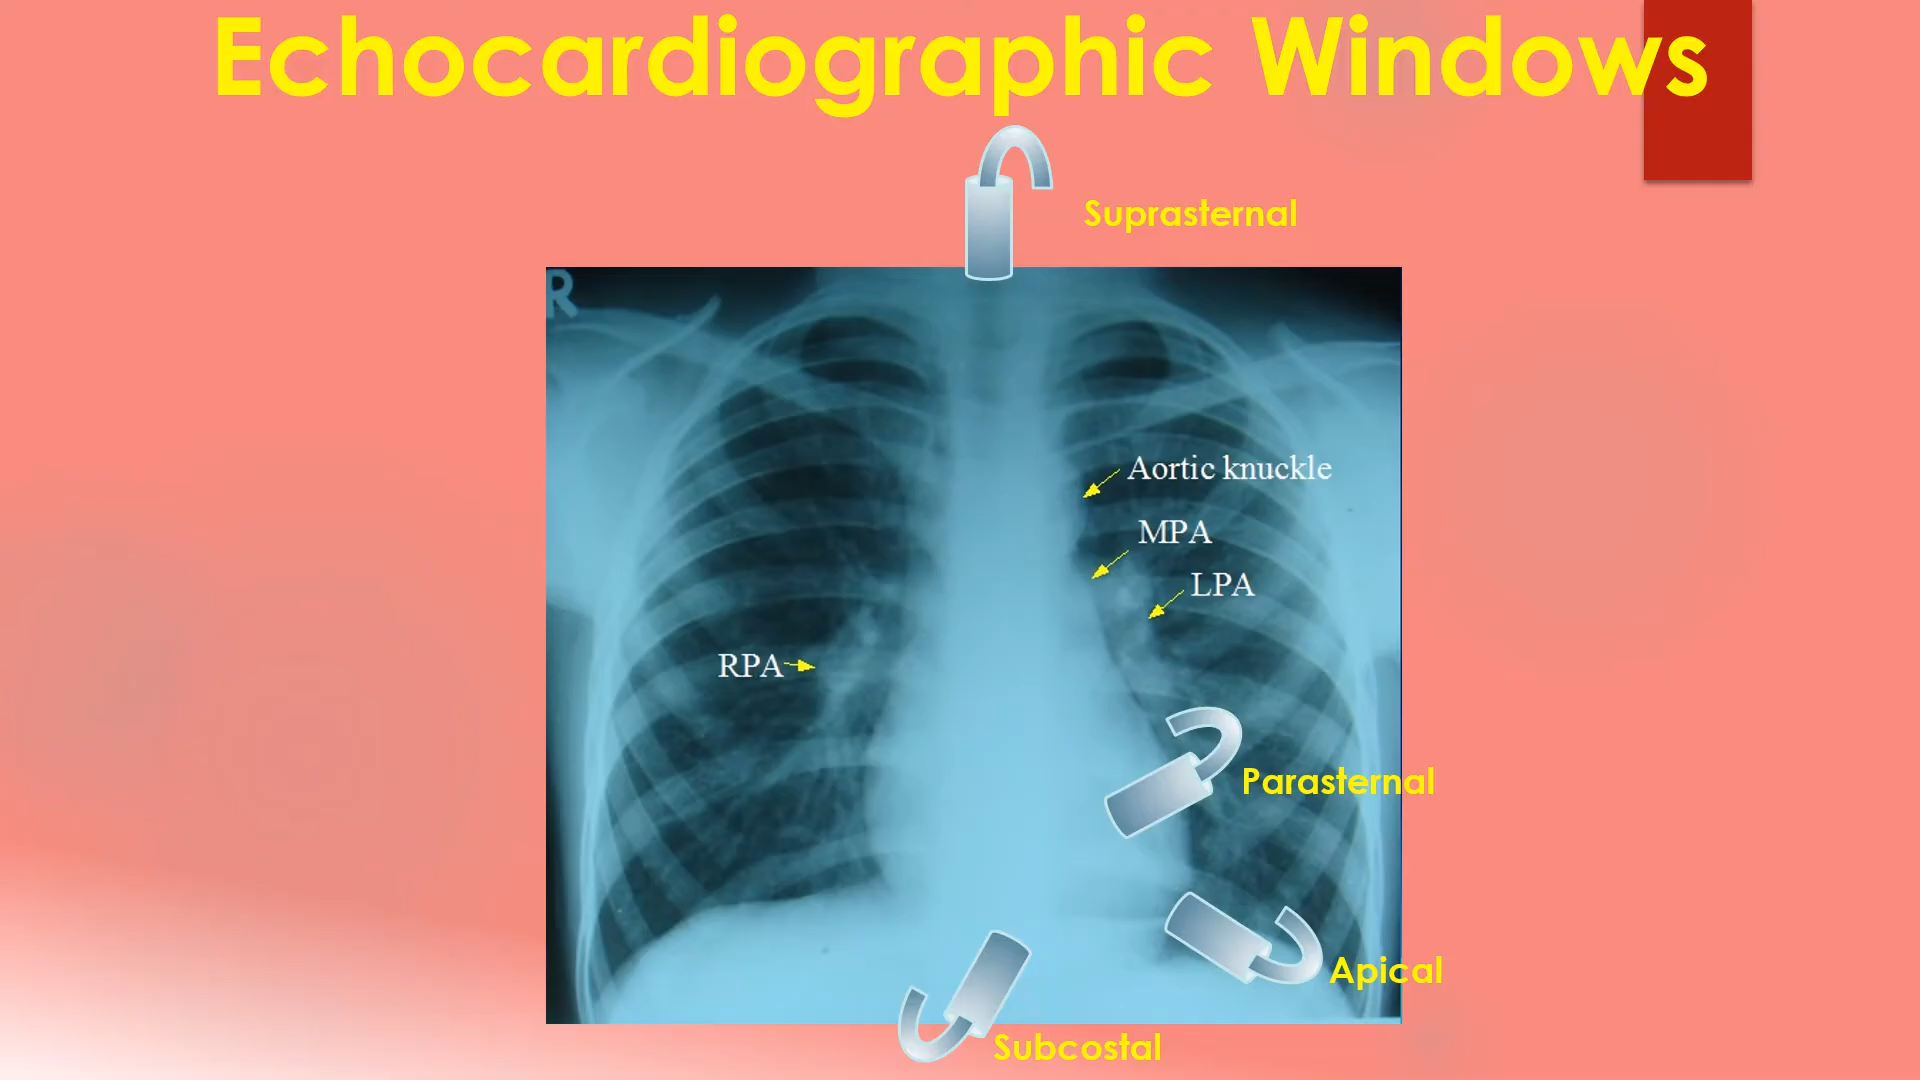 Echocardiographic Windows
Suprasternal
R
Aortic knuckle
MPA
LPA
RPA
Parasternal
Apical
Subcostal